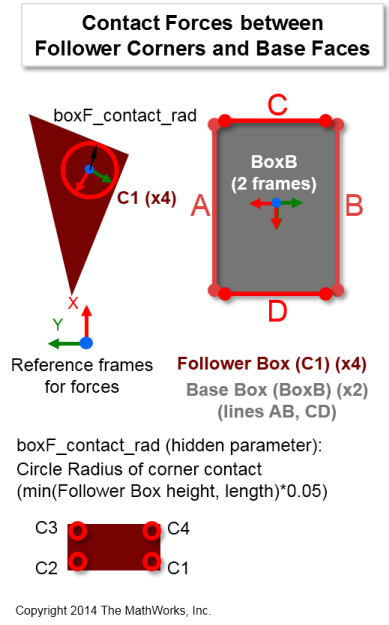 Contact Forces between
Follower Corners and Base Faces
boxF_contact_rad
C1 (x4)
C
A
BoxB
(2 frames)
B
D
X
Y
Reference frames
for forces
Follower Box (C1) (x4)
Base Box (BoxB) (x2)
(lines AB, CD)
boxF_contact_rad (hidden parameter):
Circle Radius of corner contact
(min(Follower Box height, length)*0.05)
C3
C4
C2
C1
Copyright 2014 The MathWorks, Inc.